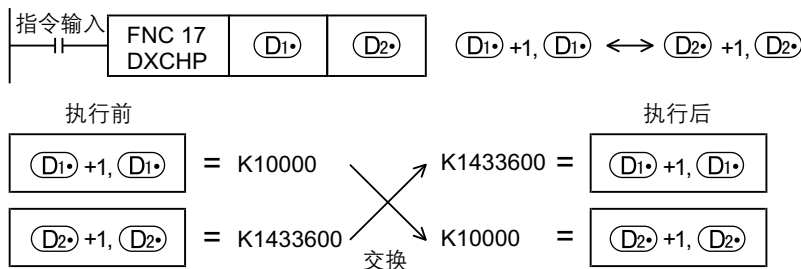 指令输入
FNC 17
DXCHP
D1•
D2•
D1• +1, D1• ↔ D2• +1, D2•
执行前
执行后
D1• +1, D1• = K10000
K1433600 = D1• +1, D1•
D2• +1, D2• = K1433600
K10000 = D2• +1, D2•
交换